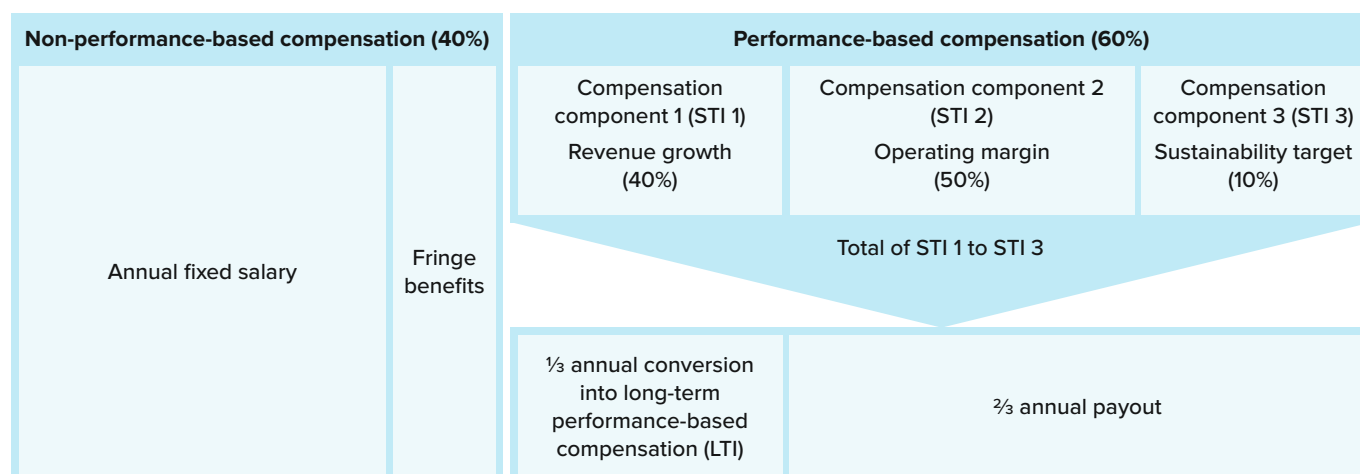 Non-performance-based compensation (40%)
Annual fixed salary
Fringe
benefits
Performance-based compensation (60%)
Compensation
component 1 (STI 1)
Revenue growth
(40%)
Compensation component 2
(STI 2)
Operating margin
(50%)
Compensation
component 3 (STI 3)
Sustainability target
(10%)
Total of STI 1 to STI 3
⅓ annual conversion
into long-term
performance-based
compensation (LTI)
⅔ annual payout